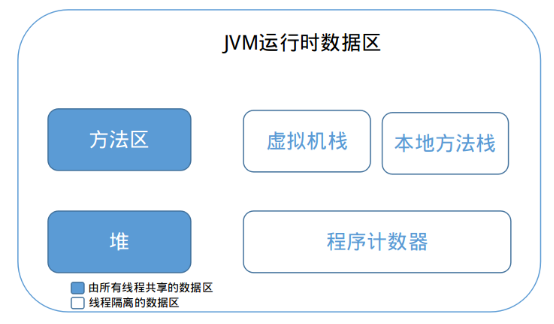 JVM运行时数据区
方法区
虚拟机栈
本地方法栈
堆
程序计数器
由所有线程共享的数据区
线程隔离的数据区